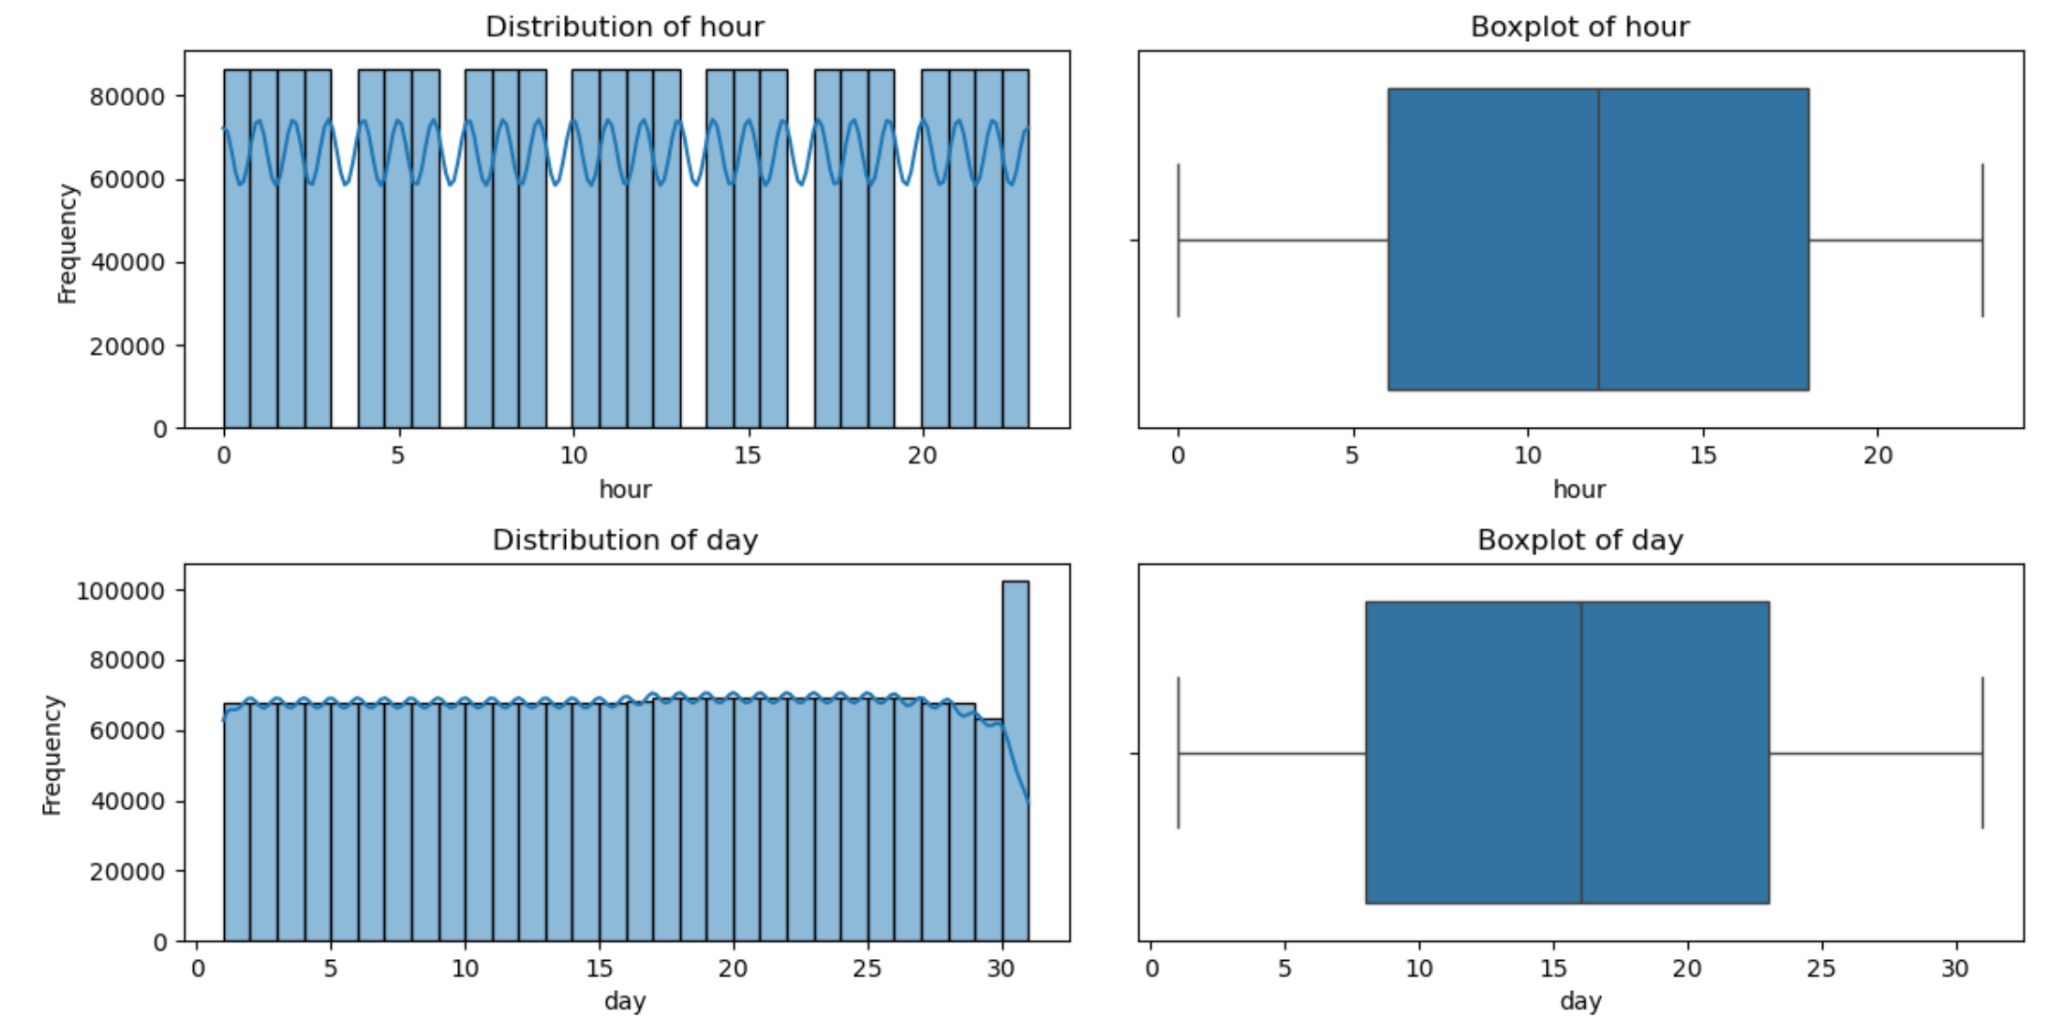 Distribution of hour
80000
60000
40000
20000
0
Frequency
0 5 10 15 20
hour
Boxplot of hour
0 5 10 15 20
hour
Distribution of day
100000
80000
60000
40000
20000
0
Frequency
0 5 10 15 20 25 30
day
Boxplot of day
0 5 10 15 20 25 30
day